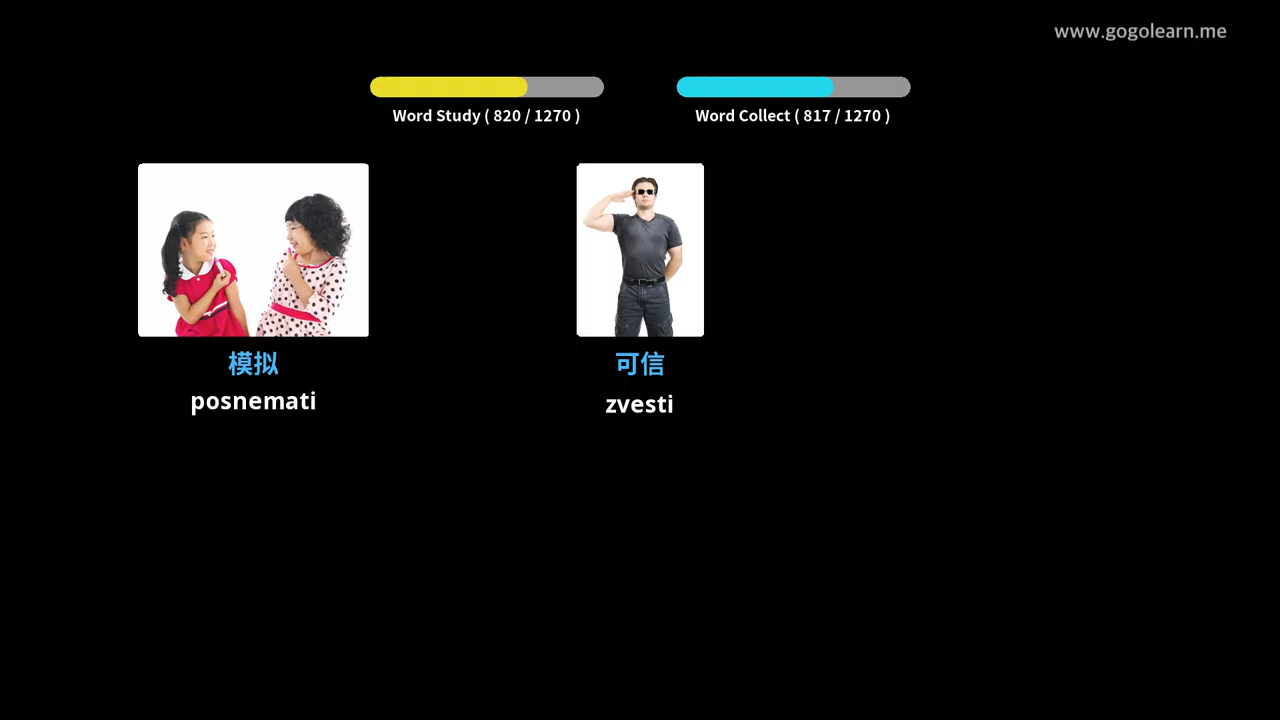 www.gogolearn.me
Word Study ( 820 / 1270 )
Word Collect ( 817 / 1270 )
模拟
posnemati
可信
zvesti